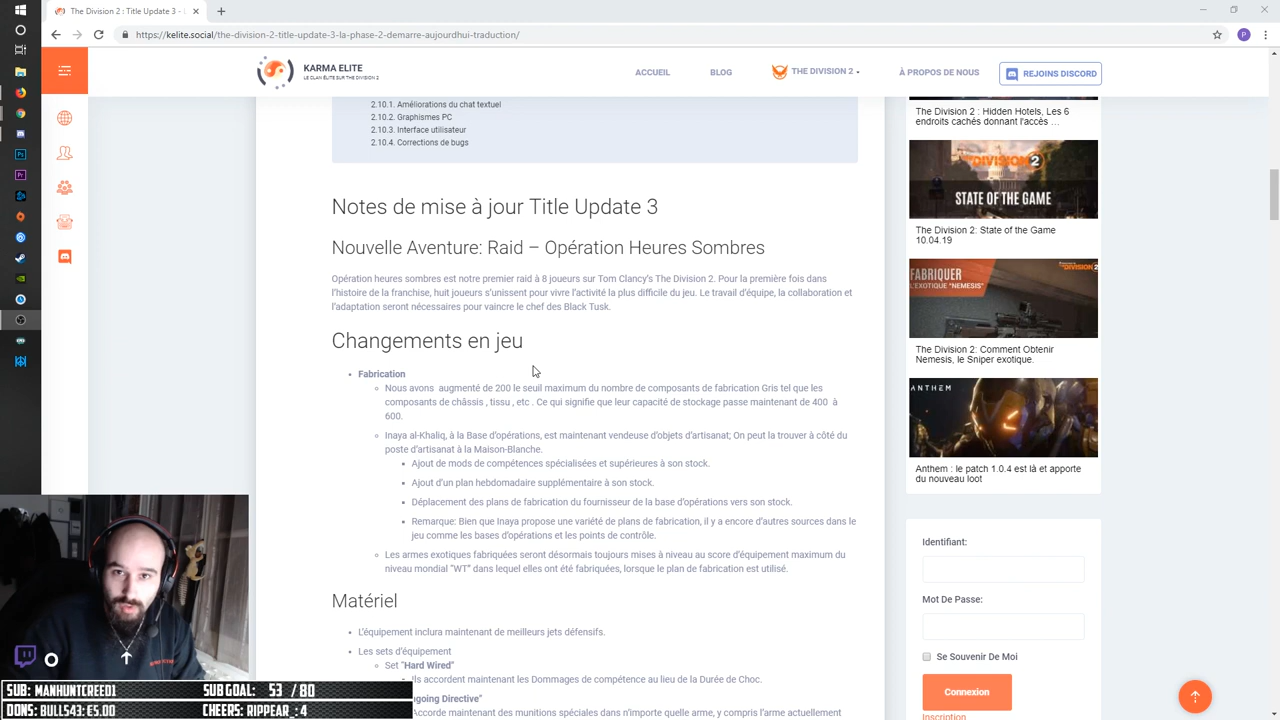 The Division 2 : Title Update 3 -
https://kelite.social/the-division-2-title-update-3-la-phase-2-demarre-aujourdhui-traduction/
P
KARMA ELITE
LE CLAN ÉLITE SUR THE DIVISION 2
ACCUEIL
BLOG
THE DIVISION 2
À PROPOS DE NOUS
REJOINS DISCORD
2.10.1. Améliorations du chat textuel
2.10.2. Graphismes PC
2.10.3. Interface utilisateur
2.10.4. Corrections de bugs
Notes de mise à jour Title Update 3
Nouvelle Aventure: Raid – Opération Heures Sombres
Opération heures sombres est notre premier raid à 8 joueurs sur Tom Clancy's The Division 2. Pour la première fois dans
l'histoire de la franchise, huit joueurs s'unissent pour vivre l'activité la plus difficile du jeu. Le travail d'équipe, la collaboration et
l'adaptation seront nécessaires pour vaincre le chef des Black Tusk.
Changements en jeu
Fabrication
Nous avons augmenté de 200 le seuil maximum du nombre de composants de fabrication Gris tel que les
composants de châssis , tissu , etc . Ce qui signifie que leur capacité de stockage passe maintenant de 400 à
600.
Inaya al-Khaliq, à la Base d'opérations, est maintenant vendeuse d'objets d'artisanat; On peut la trouver à côté du
poste d'artisanat à la Maison-Blanche.
Ajout de mods de compétences spécialisées et supérieures à son stock.
Ajout d'un plan hebdomadaire supplémentaire à son stock.
Déplacement des plans de fabrication du fournisseur de la base d'opérations vers son stock.
Remarque: Bien que Inaya propose une variété de plans de fabrication, il y a encore d'autres sources dans le
jeu comme les bases d'opérations et les points de contrôle.
Les armes exotiques fabriquées seront désormais toujours mises à niveau au score d'équipement maximum du
niveau mondial "WT" dans lequel elles ont été fabriquées, lorsque le plan de fabrication est utilisé.
Matériel
L'équipement inclura maintenant de meilleurs jets défensifs.
Les sets d'équipement
Set "Hard Wired"
Ils accordent maintenant les Dommages de compétence au lieu de la Durée de Choc.
going Directive"
Accorde maintenant des munitions spéciales dans n'importe quelle arme, y compris l'arme actuellement
The Division 2 : Hidden Hotels, Les 6
endroits cachés donnant l'accès ...
THE DIVISION 2
STATE OF THE GAME
The Division 2: State of the Game
10.04.19
FABRIQUER
L'EXOTIQUE "NEMESIS"
THE DIVISION 2
The Division 2: Comment Obtenir
Nemesis, le Sniper exotique.
ANTHEM
Anthem : le patch 1.0.4 est là et apporte
du nouveau loot
Identifiant:
Mot De Passe:
Se Souvenir De Moi
Connexion
Inscription
SUB: MANHUNTCREED1
SUB GOAL: 53 / 80
DONS: BULL543: €5.00
CHEERS: RIPPEAR_: 4